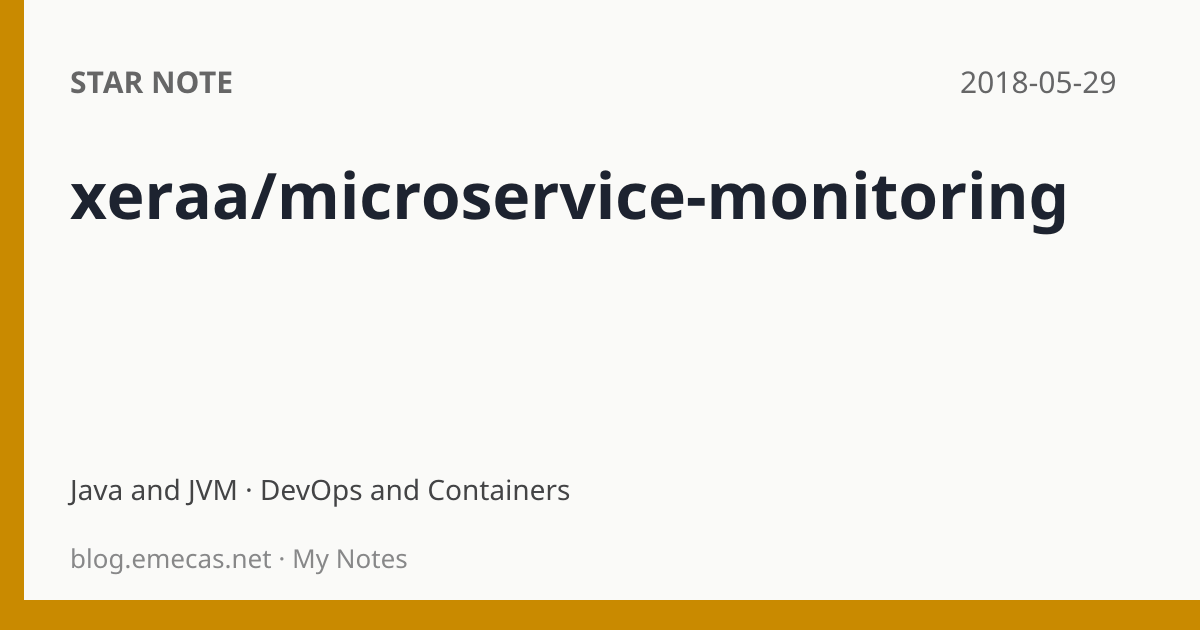 STAR NOTE
2018-05-29
xeraa/microservice-monitoring
Java and JVM · DevOps and Containers
blog.emecas.net · My Notes